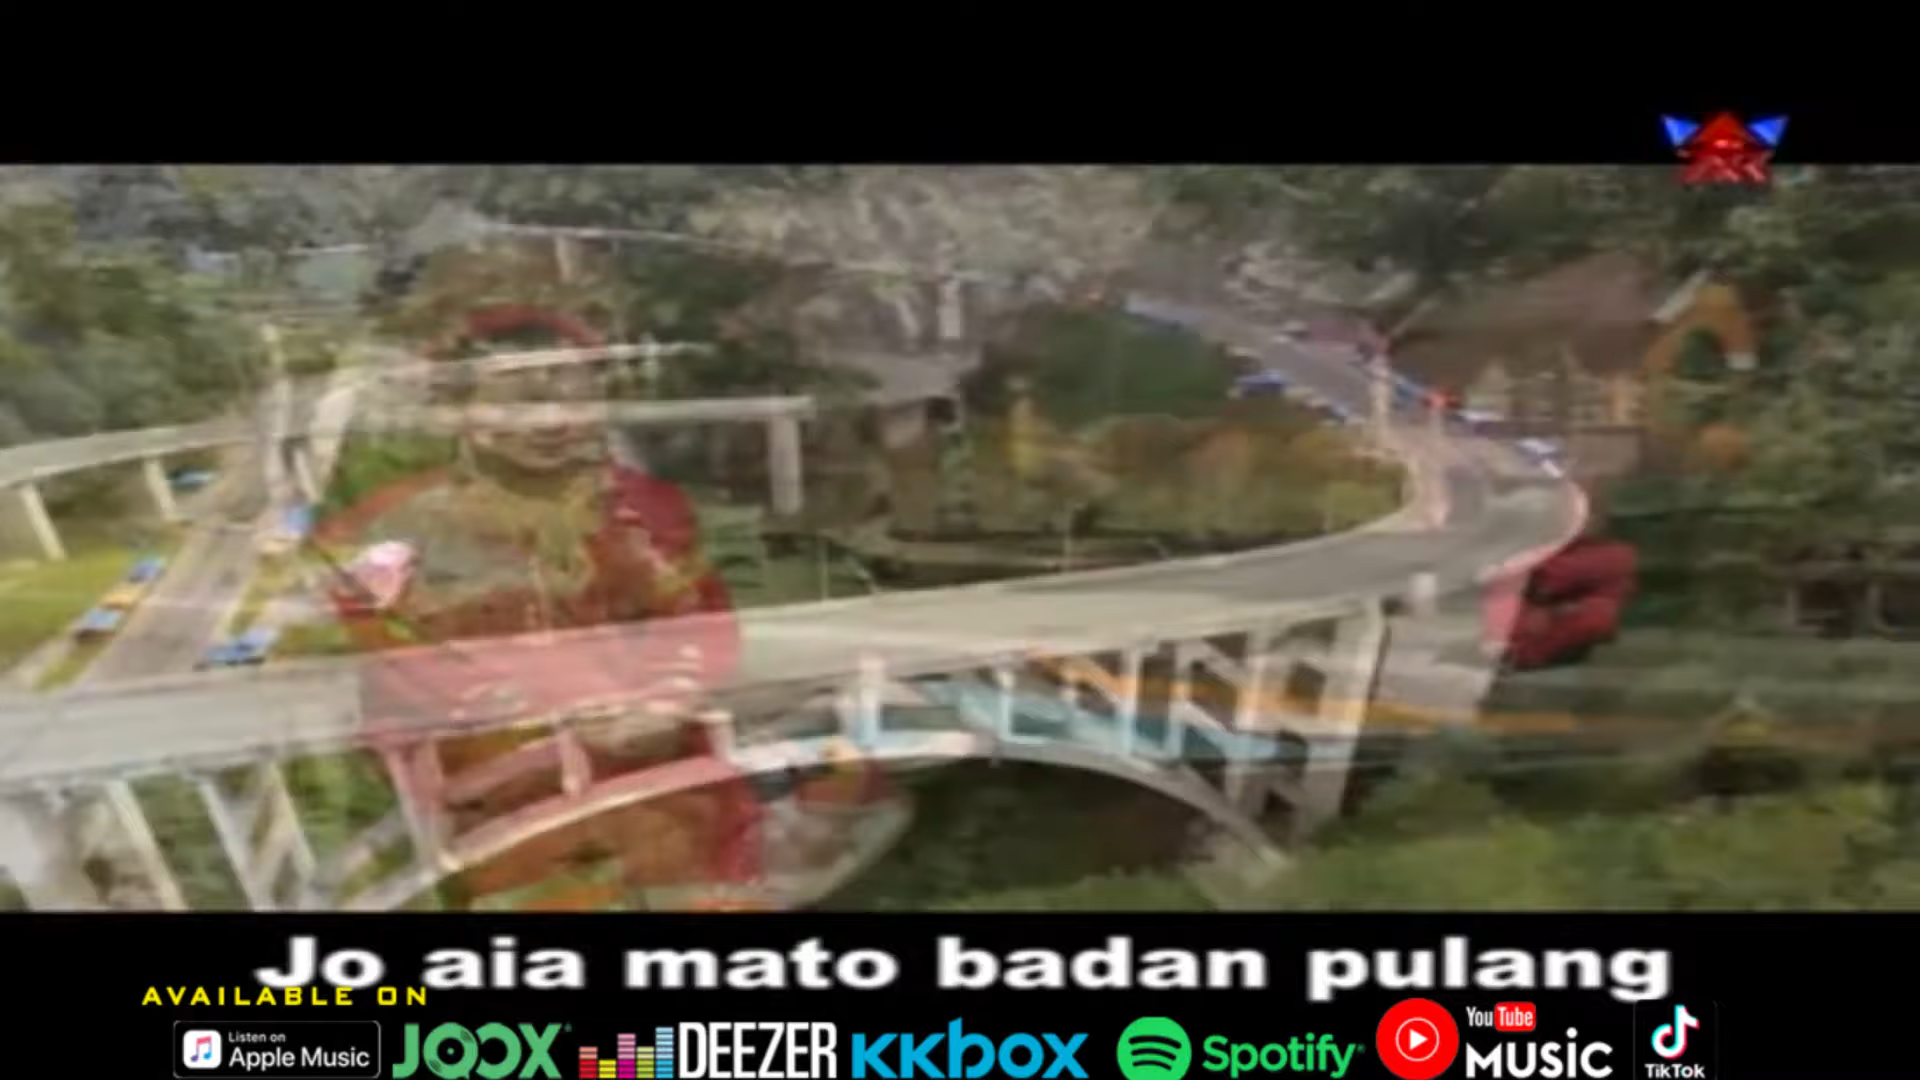 Jo aia mato badan pulang
AVAILABLE ON
Listen on
Apple Music
JOOX
DEEZER
KKBOX
Spotify
YouTube
MUSIC
TikTok